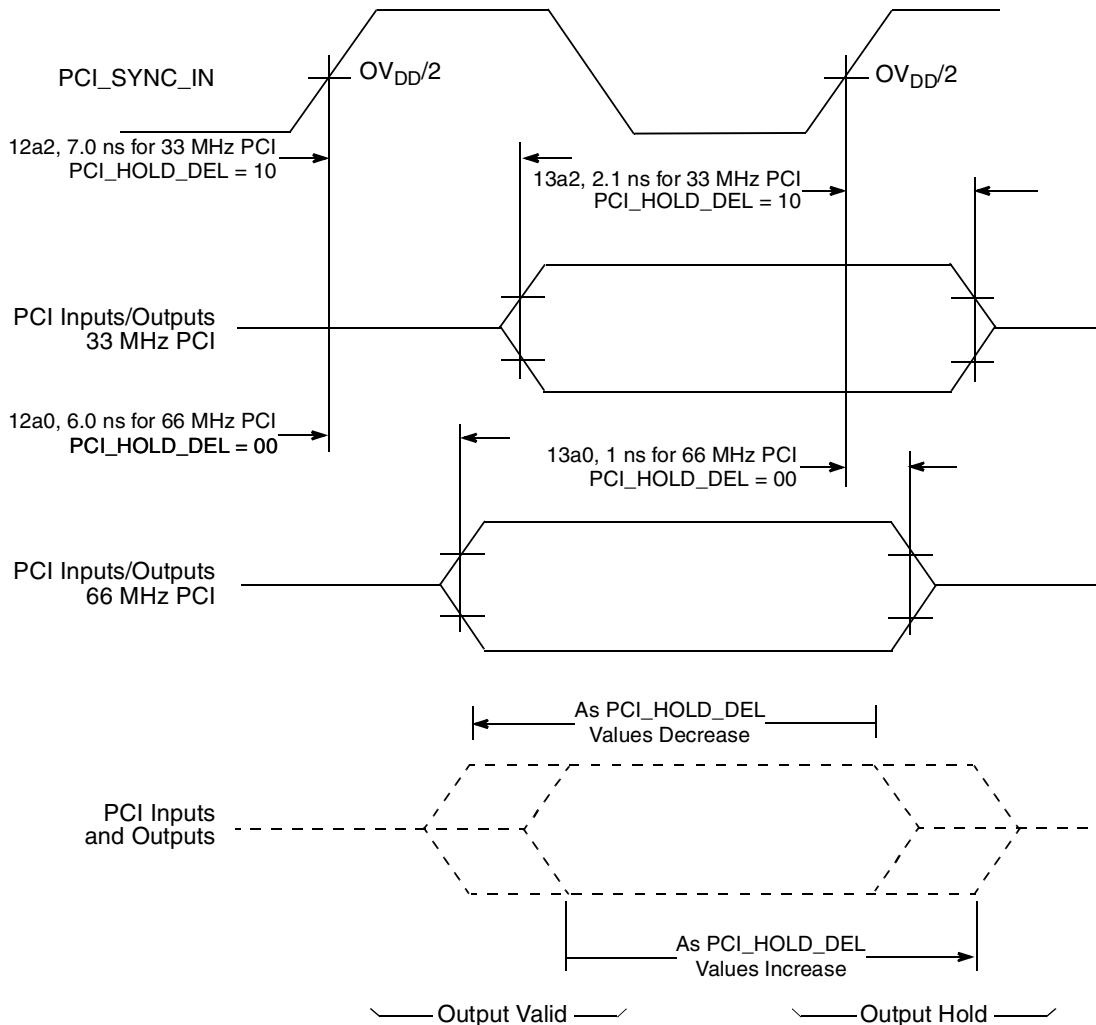 PCI_SYNC_IN
OVDD/2
OVDD/2
12a2, 7.0 ns for 33 MHz PCI
PCI_HOLD_DEL = 10
13a2, 2.1 ns for 33 MHz PCI
PCI_HOLD_DEL = 10
PCI Inputs/Outputs
33 MHz PCI
12a0, 6.0 ns for 66 MHz PCI
PCI_HOLD_DEL = 00
13a0, 1 ns for 66 MHz PCI
PCI_HOLD_DEL = 00
PCI Inputs/Outputs
66 MHz PCI
As PCI_HOLD_DEL
Values Decrease
PCI Inputs
and Outputs
As PCI_HOLD_DEL
Values Increase
Output Valid
Output Hold